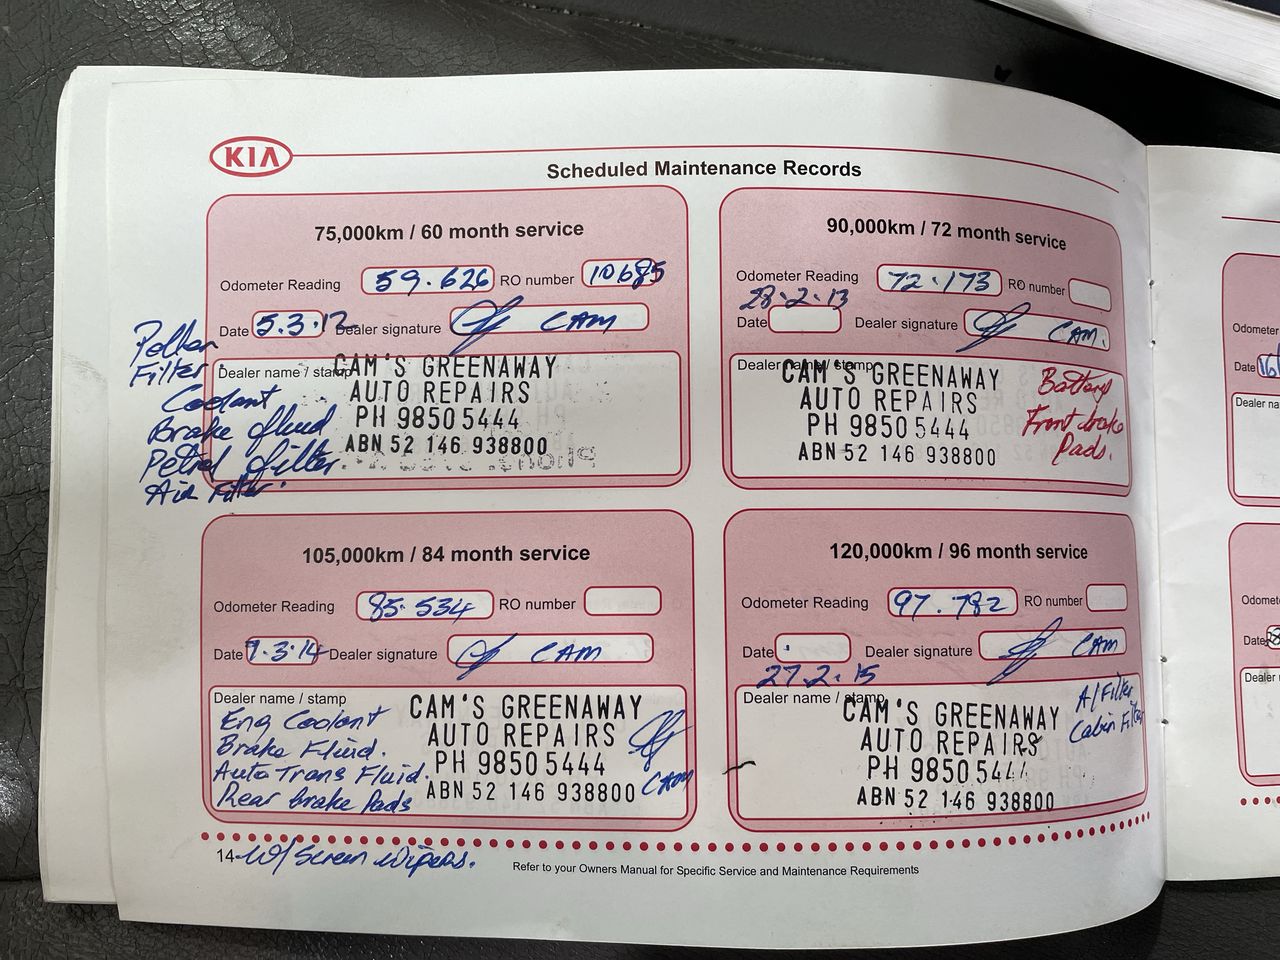 KIA
Scheduled Maintenance Records
75,000km / 60 month service
Odometer Reading 59.626 RO number 10685
Date 5.3.12 Dealer signature CAM
Dealer name / stamp
CAM'S GREENAWAY
AUTO REPAIRS
PH 9850 5444
ABN 52 146 938800
Pollen
Filter
Coolant
Brake fluid
Petrol filter
Air Filter.
90,000km / 72 month service
Odometer Reading 72.173 RO number
28.2.13
Date Dealer signature CAM.
Dealer name / stamp
CAM'S GREENAWAY
AUTO REPAIRS
PH 9850 5444
ABN 52 146 938800
Battery
Front brake
Pads.
105,000km / 84 month service
Odometer Reading 85.534 RO number
Date 7.3.14 Dealer signature CAM
Dealer name / stamp
CAM'S GREENAWAY
AUTO REPAIRS
PH 9850 5444
ABN 52 146 938800
Eng Coolant
Brake Fluid.
Auto Trans Fluid.
Rear brake Pads
CAM
W/Screen Wipers.
120,000km / 96 month service
Odometer Reading 97.782 RO number
Date Dealer signature CAM
27.2.15
Dealer name / stamp
CAM'S GREENAWAY
AUTO REPAIRS
PH 9850 5444
ABN 52 146 938800
A/Filter
Cabin Filter
14
Refer to your Owners Manual for Specific Service and Maintenance Requirements
Odometer
Date
Dealer na
Date
Dealer